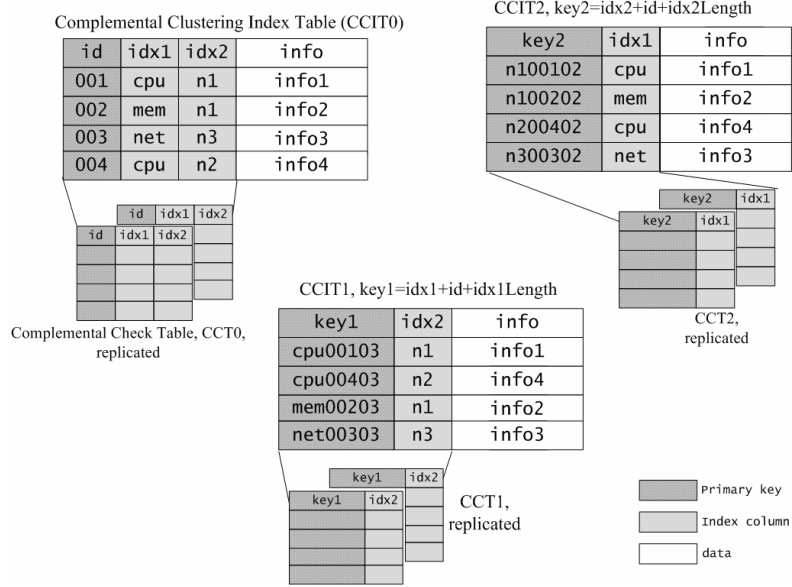 Complemental Clustering Index Table (CCIT0)
id idx1 idx2 info
001 cpu n1 info1
002 mem n1 info2
003 net n3 info3
004 cpu n2 info4
id idx1 idx2
id idx1 idx2
Complemental Check Table, CCT0,
replicated
CCIT2, key2=idx2+id+idx2Length
key2 idx1 info
n100102 cpu info1
n100202 mem info2
n200402 cpu info4
n300302 net info3
key2 idx1
key2 idx1
CCT2,
replicated
CCIT1, key1=idx1+id+idx1Length
key1 idx2 info
cpu00103 n1 info1
cpu00403 n2 info4
mem00203 n1 info2
net00303 n3 info3
key1 idx2
key1 idx2
CCT1,
replicated
Primary key
Index column
data